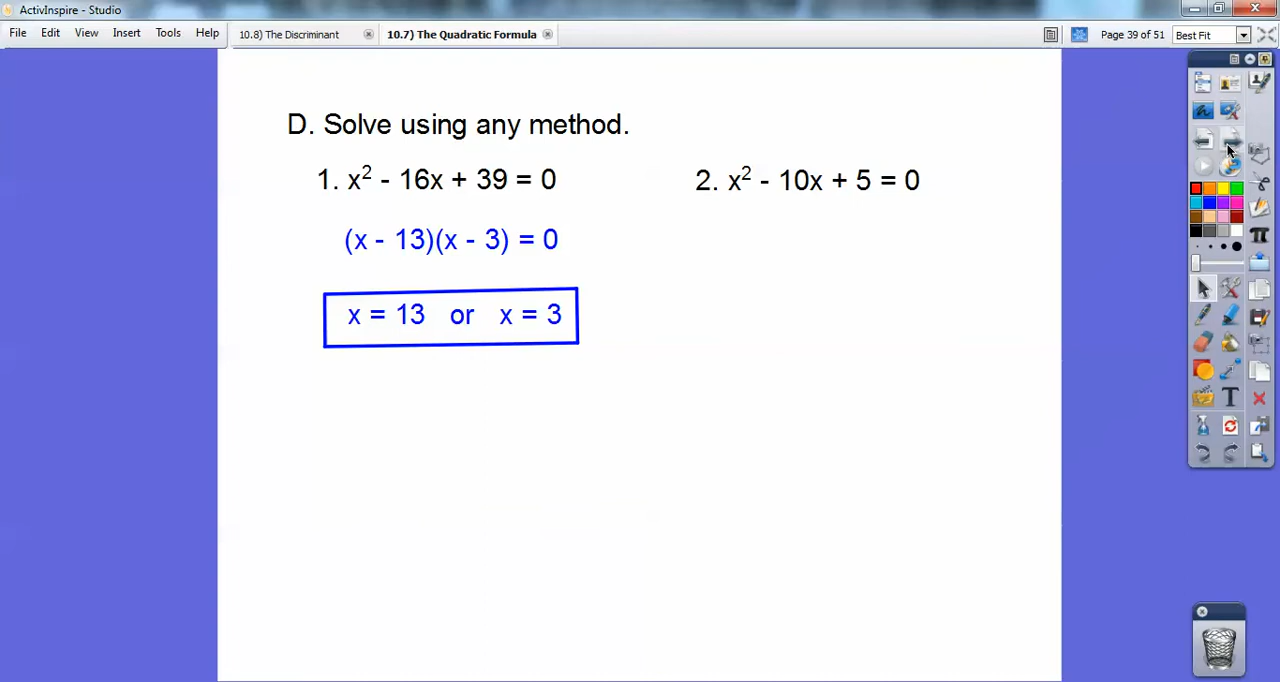 ActivInspire - Studio
File Edit View Insert Tools Help
10.8) The Discriminant
10.7) The Quadratic Formula
Page 39 of 51
Best Fit
D. Solve using any method.
1. x² - 16x + 39 = 0
2. x² - 10x + 5 = 0
(x - 13)(x - 3) = 0
x = 13 or x = 3